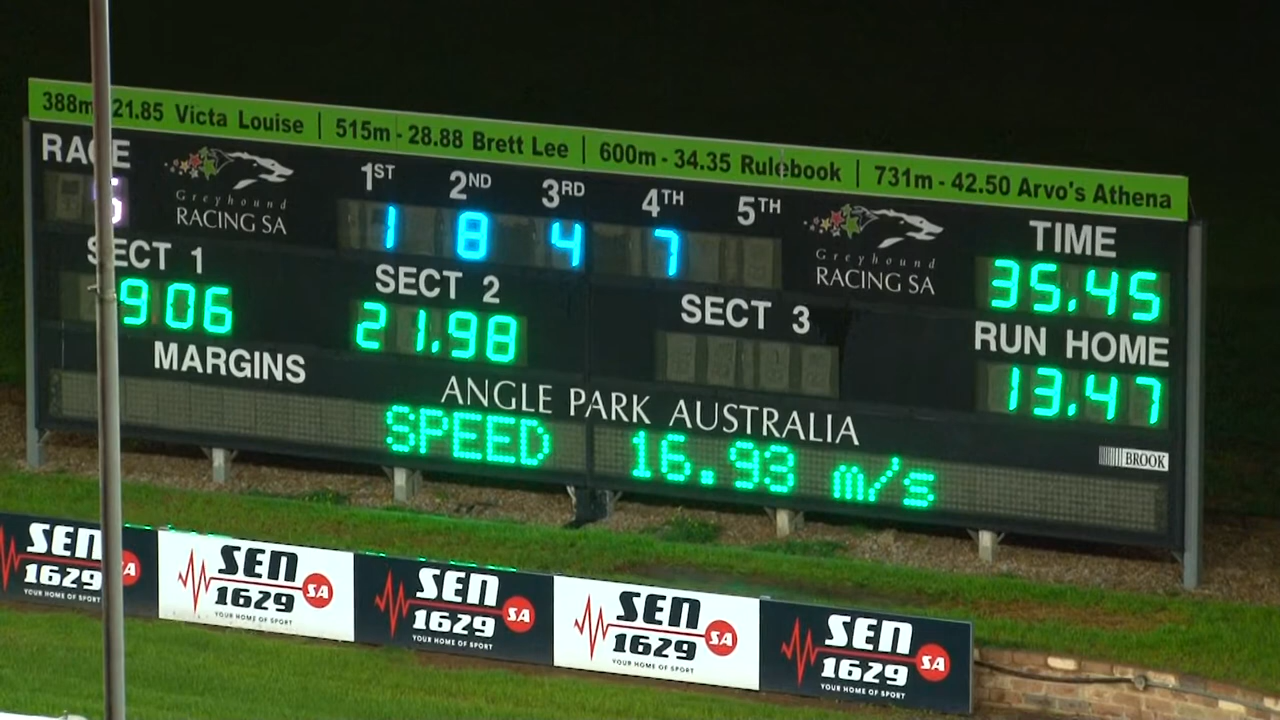 388m 21.85 Victa Louise | 515m - 28.88 Brett Lee | 600m - 34.35 Rulebook | 731m - 42.50 Arvo's Athena
RACE
Greyhound
RACING SA
1ST 2ND 3RD 4TH 5TH
1 8 4 7
Greyhound
RACING SA
TIME
35.45
SECT 1
906
SECT 2
21.98
SECT 3
RUN HOME
13.47
MARGINS
ANGLE PARK AUSTRALIA
SPEED 16.93 m/s
BROOK
SEN
1629 SA
YOUR HOME OF SPORT
SEN
1629 SA
YOUR HOME OF SPORT
SEN
1629 SA
YOUR HOME OF SPORT
SEN
1629 SA
YOUR HOME OF SPORT
SEN
1629 SA
YOUR HOME OF SPORT